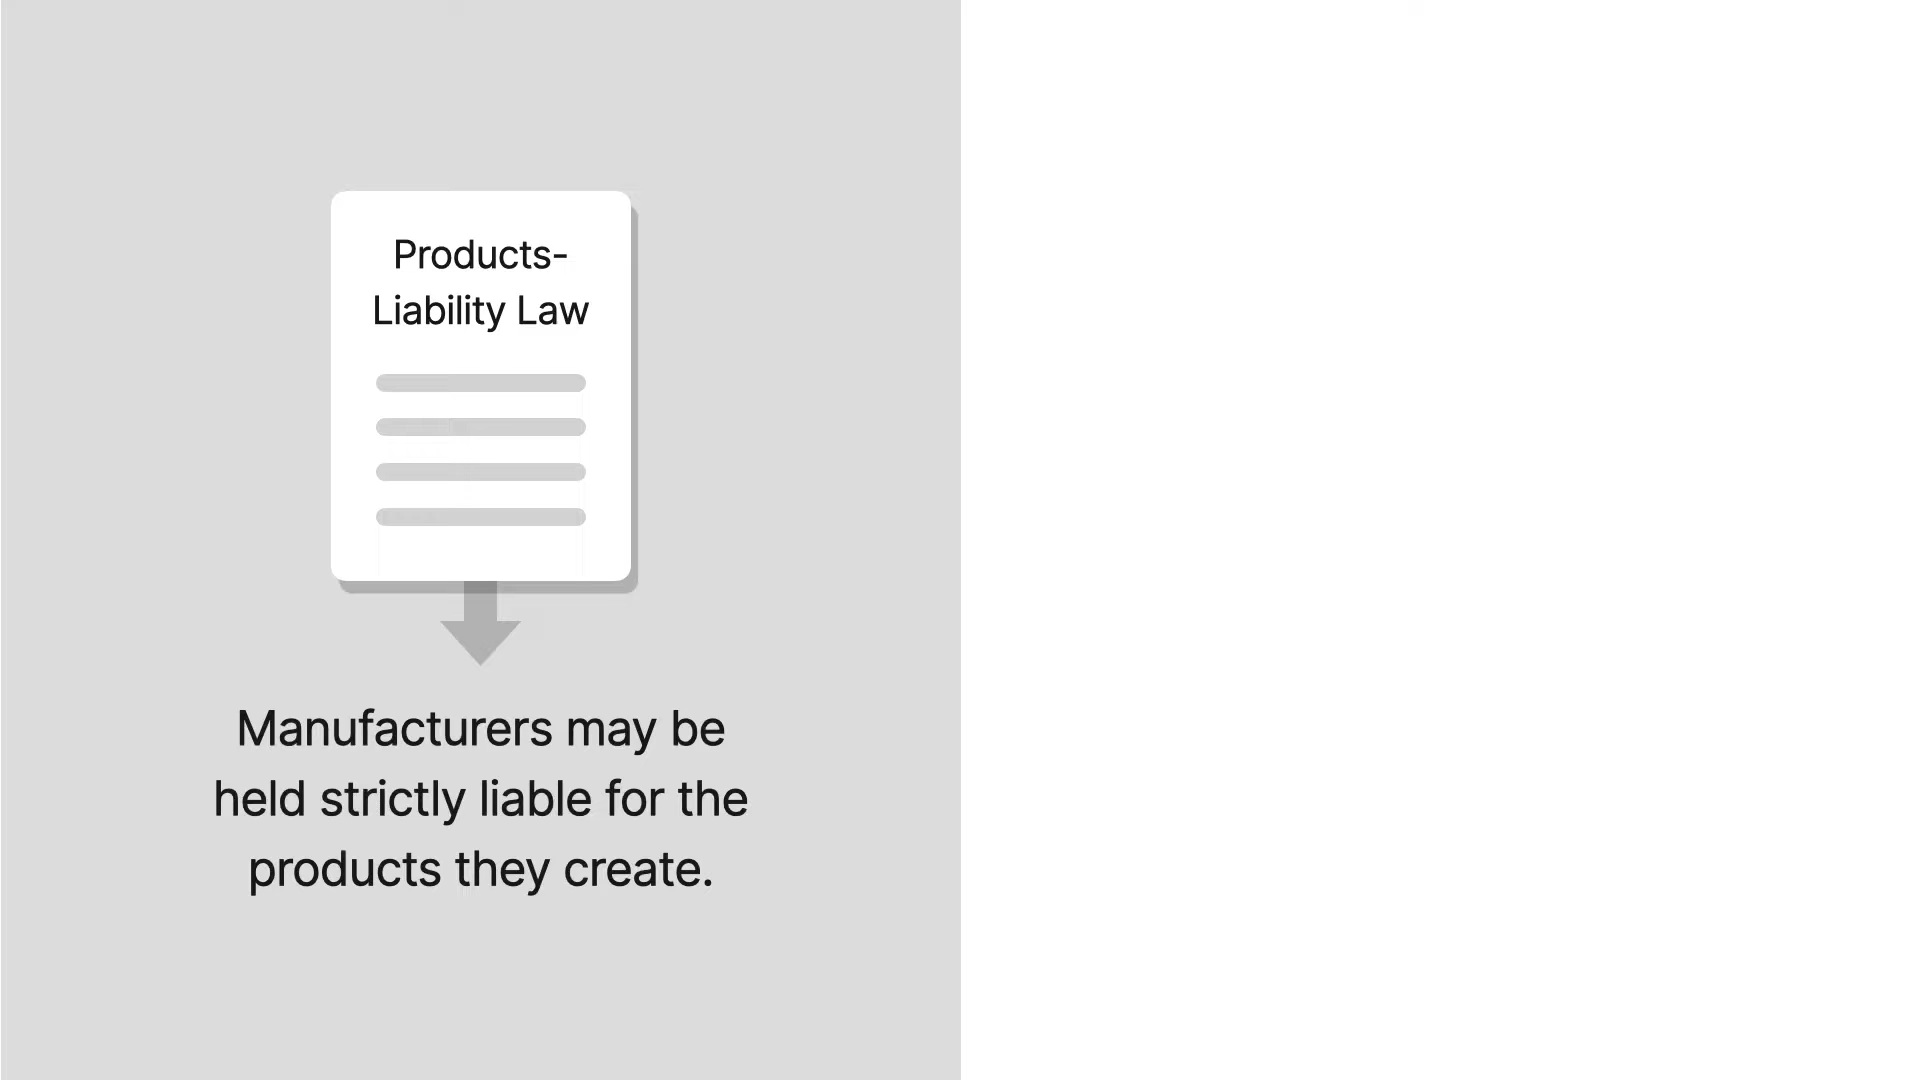 Products-
Liability Law
Manufacturers may be
held strictly liable for the
products they create.